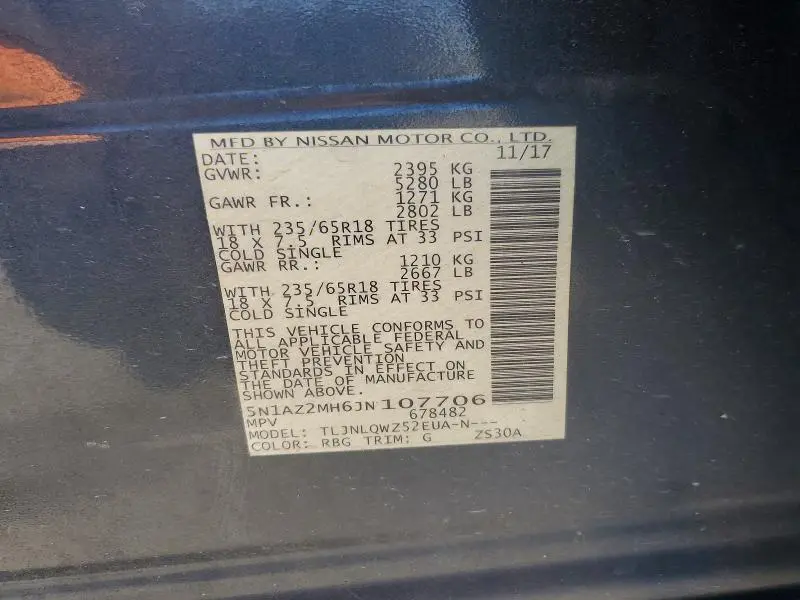 MFD BY NISSAN MOTOR CO., LTD.
DATE: 11/17
GVWR: 2395 KG
5280 LB
GAWR FR.: 1271 KG
2802 LB
WITH 235/65R18 TIRES
18 X 7.5 RIMS AT 33 PSI
COLD SINGLE
GAWR RR.: 1210 KG
2667 LB
WITH 235/65R18 TIRES
18 X 7.5 RIMS AT 33 PSI
COLD SINGLE
THIS VEHICLE CONFORMS TO
ALL APPLICABLE FEDERAL
MOTOR VEHICLE SAFETY AND
THEFT PREVENTION
STANDARDS IN EFFECT ON
THE DATE OF MANUFACTURE
SHOWN ABOVE.
5N1AZ2MH6JN107706
MPV 678482
MODEL: TLJNLQWZ52EUA-N---
COLOR: RBG TRIM: G ZS30A